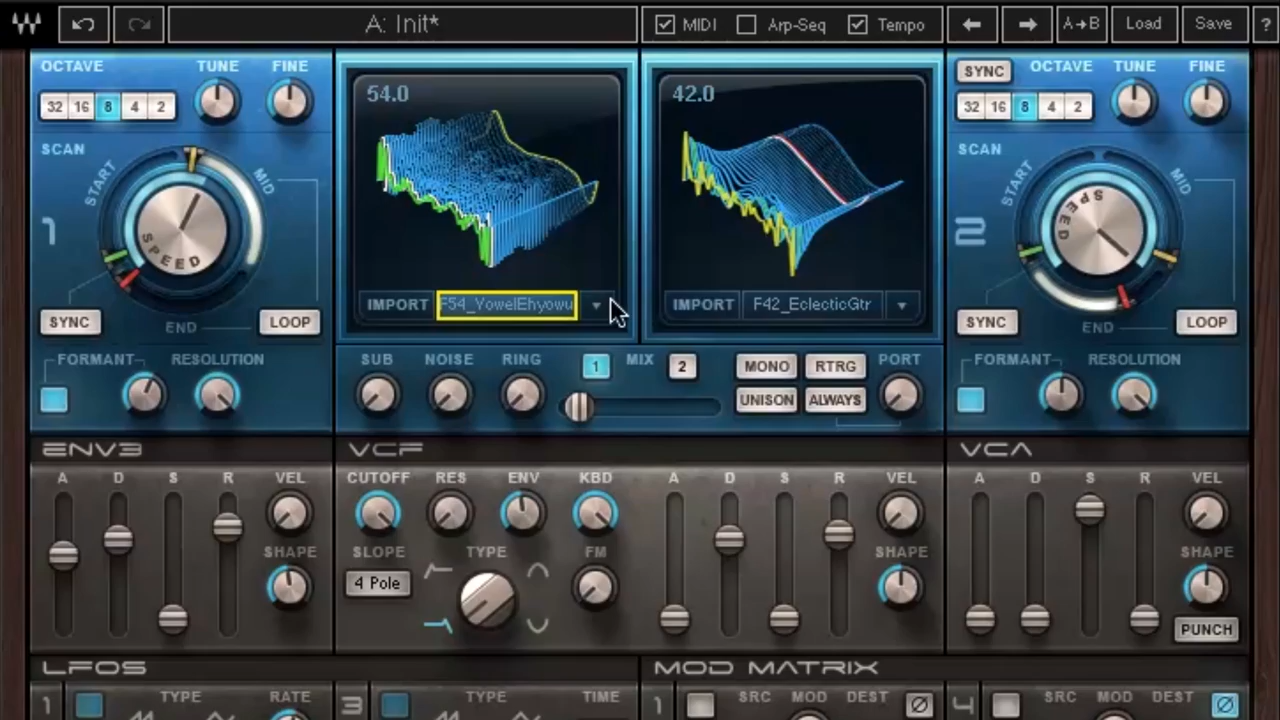 A: Init*
MIDI Arp-Seq Tempo
A→B Load Save ?
OCTAVE TUNE FINE
32 16 8 4 2
SCAN
START MID
1
SPEED
SYNC END LOOP
FORMANT RESOLUTION
54.0
IMPORT F54_YowelEhyowu
42.0
IMPORT F42_EclecticGtr
SYNC OCTAVE TUNE FINE
32 16 8 4 2
SCAN
START MID
2
SPEED
SYNC END LOOP
FORMANT RESOLUTION
SUB NOISE RING 1 MIX 2 MONO RTRG PORT
UNISON ALWAYS
ENV3
A D S R VEL
SHAPE
VCF
CUTOFF RES ENV KBD A D S R VEL
SLOPE TYPE FM SHAPE
4 Pole
VCA
A D S R VEL
SHAPE
PUNCH
LFOS
1 TYPE RATE 3 TYPE TIME
MOD MATRIX
1 SRC MOD DEST Ø 4 SRC MOD DEST Ø